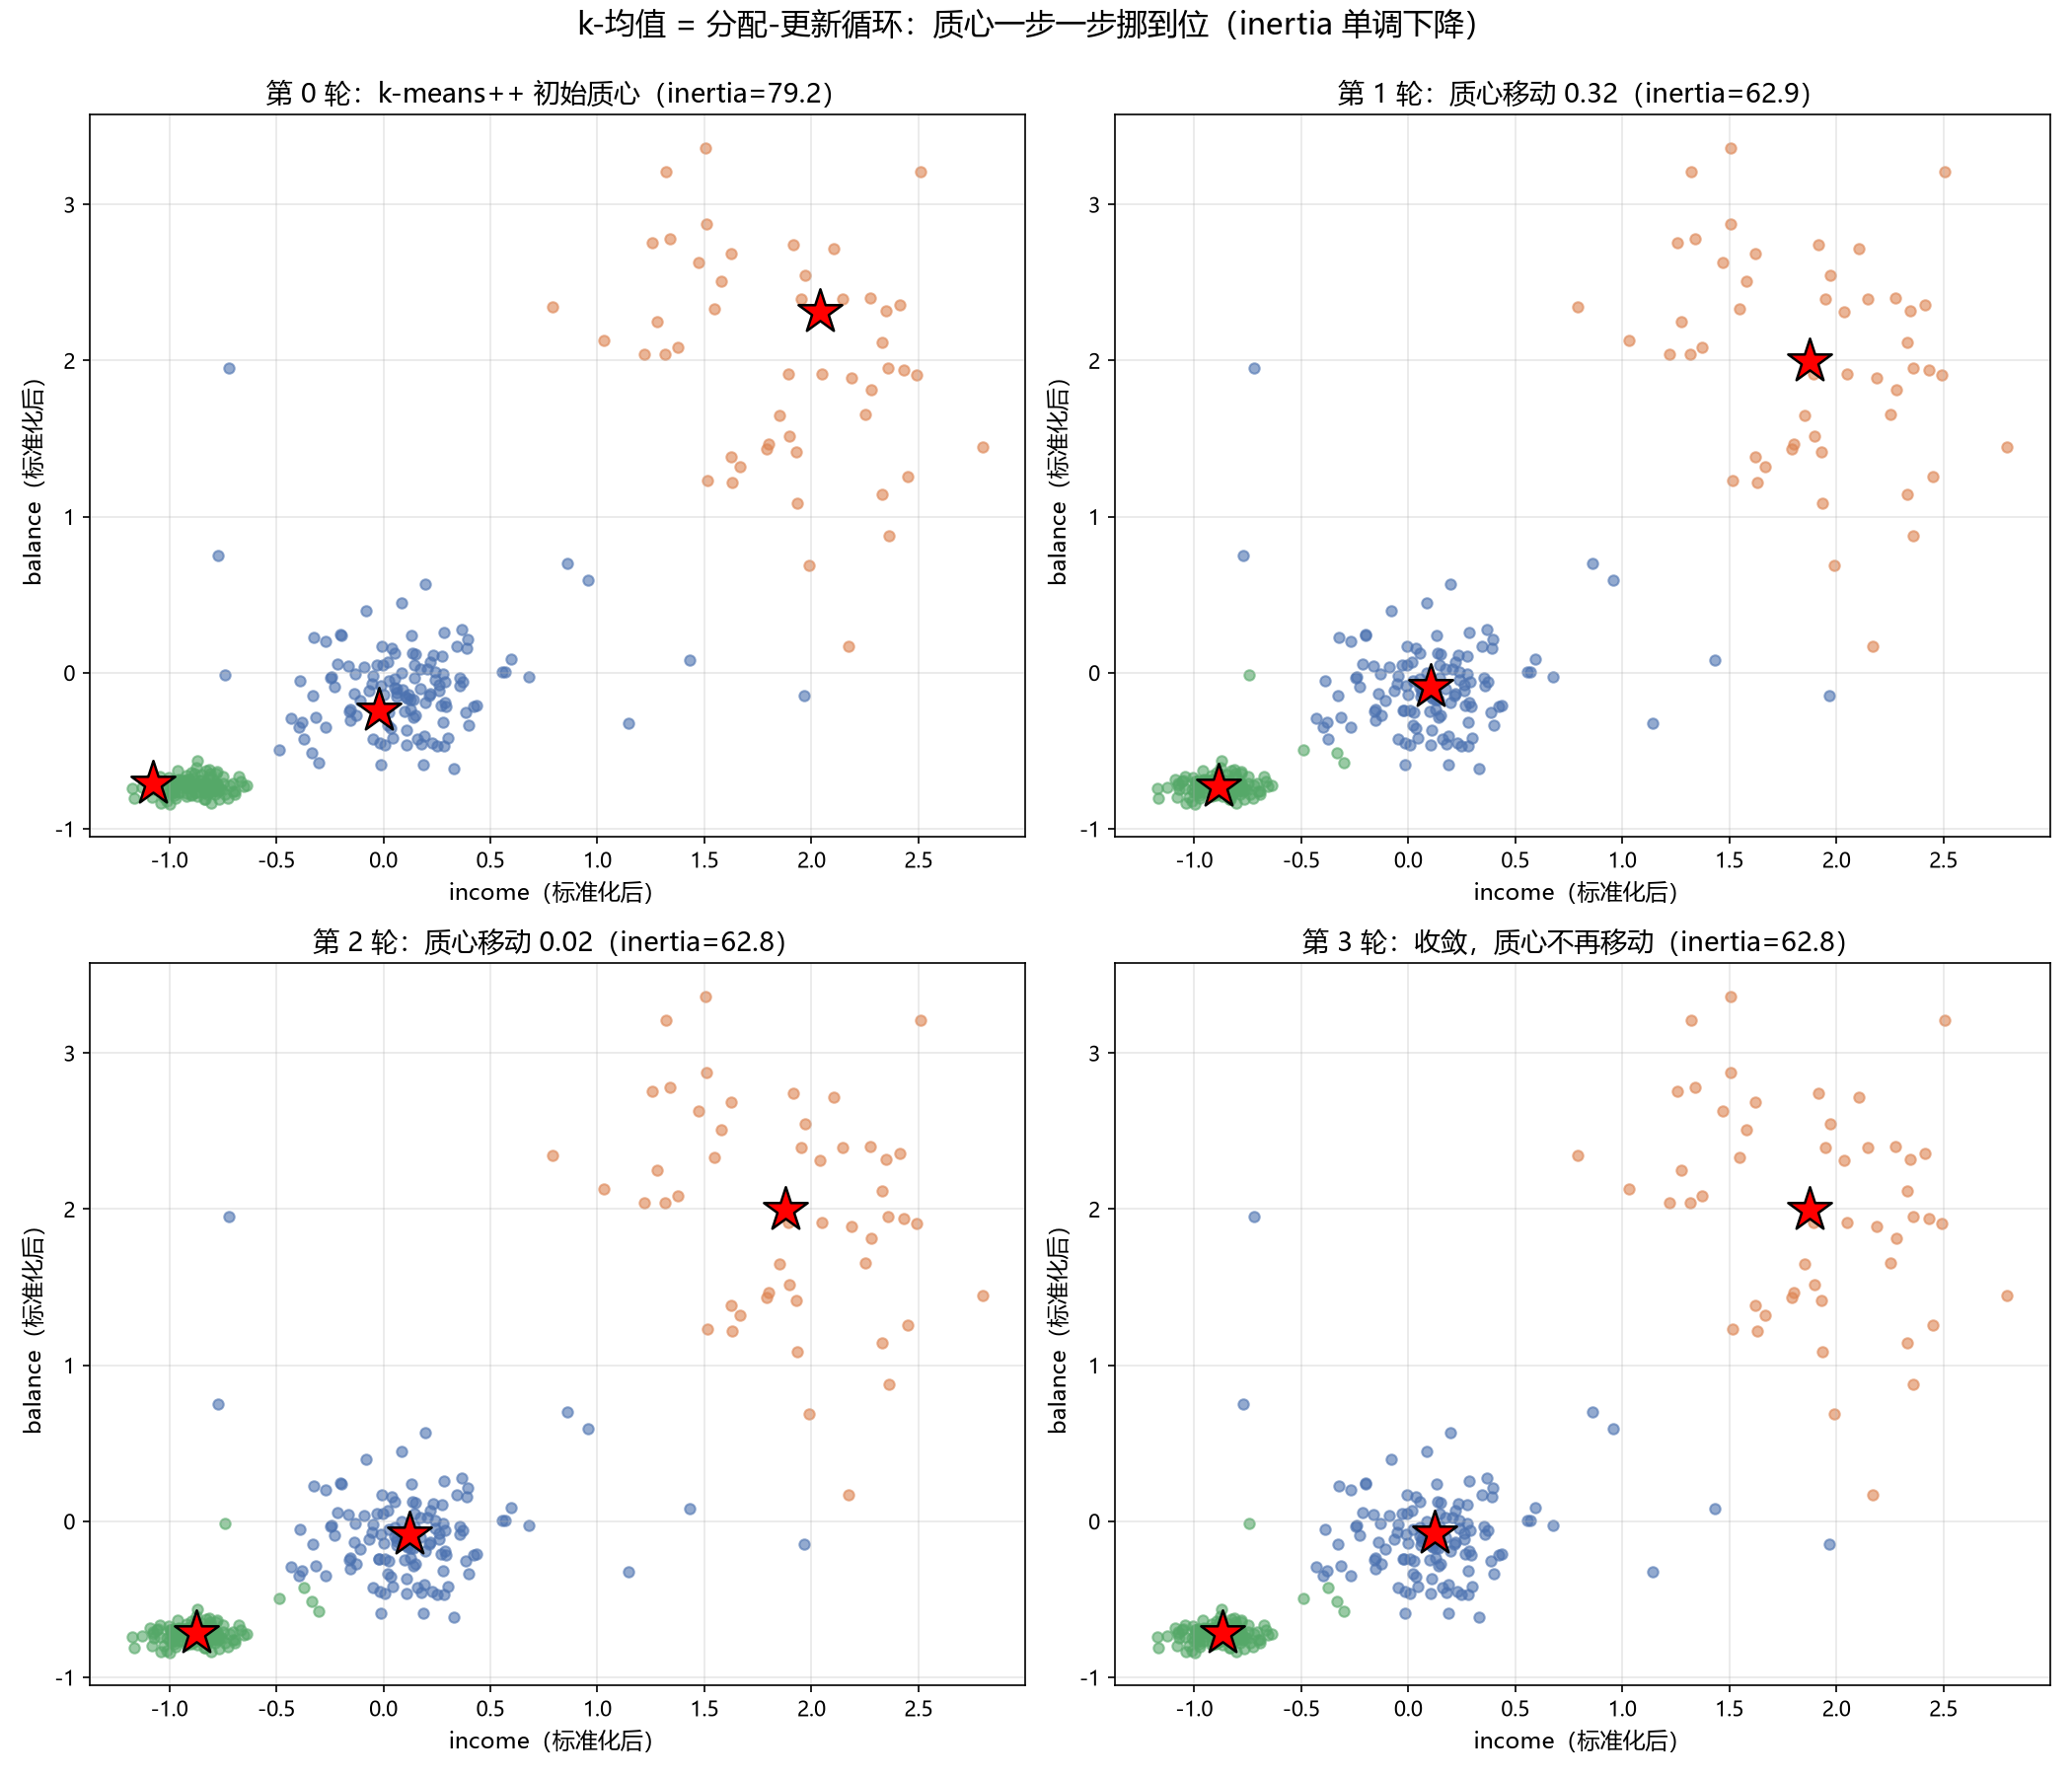 k-均值 = 分配-更新循环：质心一步一步挪到位（inertia 单调下降）
第 0 轮：k-means++ 初始质心（inertia=79.2）
3
2
1
0
-1
balance（标准化后）
-1.0 -0.5 0.0 0.5 1.0 1.5 2.0 2.5
income（标准化后）
第 1 轮：质心移动 0.32（inertia=62.9）
3
2
1
0
-1
balance（标准化后）
-1.0 -0.5 0.0 0.5 1.0 1.5 2.0 2.5
income（标准化后）
第 2 轮：质心移动 0.02（inertia=62.8）
3
2
1
0
-1
balance（标准化后）
-1.0 -0.5 0.0 0.5 1.0 1.5 2.0 2.5
income（标准化后）
第 3 轮：收敛，质心不再移动（inertia=62.8）
3
2
1
0
-1
balance（标准化后）
-1.0 -0.5 0.0 0.5 1.0 1.5 2.0 2.5
income（标准化后）